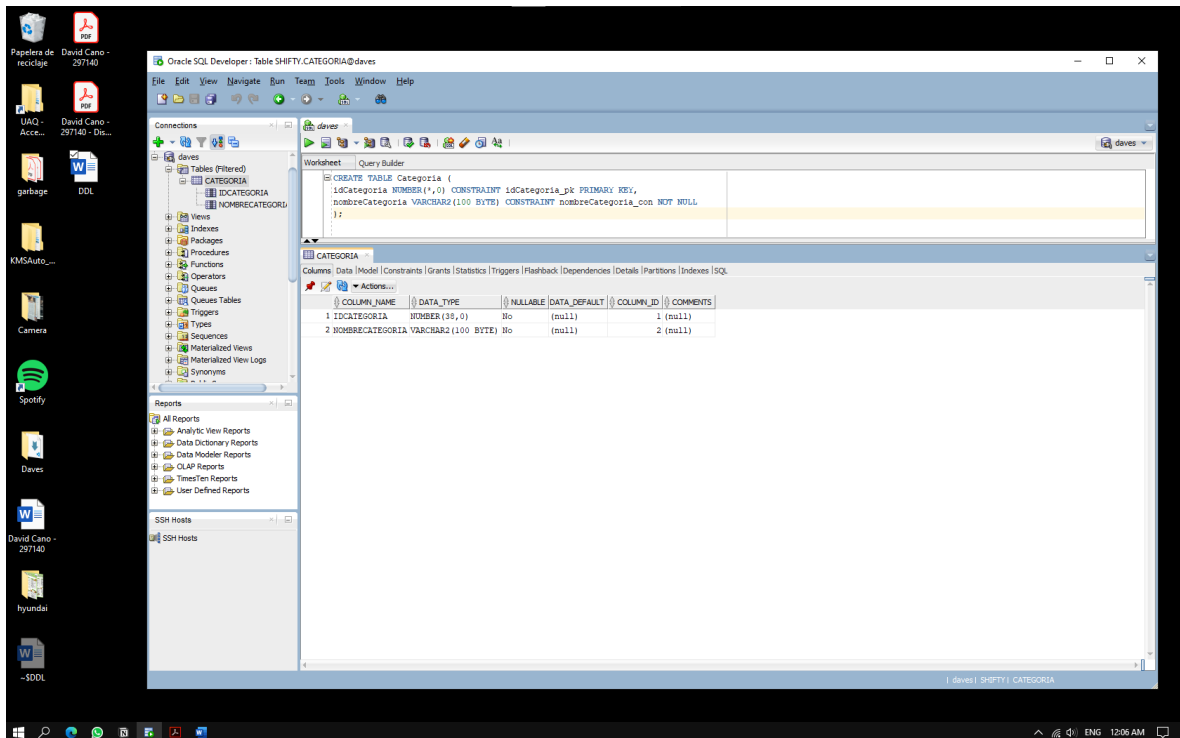 Papelera de
reciclaje
PDF
David Cano -
297140
UAQ -
Acce...
PDF
David Cano -
297140 - Dis...
garbage
DDL
KMSAuto_...
Camera
Spotify
Daves
David Cano -
297140
hyundai
~$DDL
Oracle SQL Developer : Table SHIFTY.CATEGORIA@daves
File Edit View Navigate Run Team Tools Window Help
Connections
daves
Tables (Filtered)
CATEGORIA
IDCATEGORIA
NOMBRECATEGORIA
Views
Indexes
Packages
Procedures
Functions
Operators
Queues
Queues Tables
Triggers
Types
Sequences
Materialized Views
Materialized View Logs
Synonyms
Reports
All Reports
Analytic View Reports
Data Dictionary Reports
Data Modeler Reports
OLAP Reports
TimesTen Reports
User Defined Reports
SSH Hosts
SSH Hosts
daves
daves
Worksheet Query Builder
CREATE TABLE Categoria (
idCategoria NUMBER(*,0) CONSTRAINT idCategoria_pk PRIMARY KEY,
nombreCategoria VARCHAR2(100 BYTE) CONSTRAINT nombreCategoria_con NOT NULL
);
CATEGORIA
Columns Data |Model |Constraints |Grants |Statistics |Triggers |Flashback |Dependencies |Details |Partitions |Indexes |SQL
Actions...
COLUMN_NAME DATA_TYPE NULLABLE DATA_DEFAULT COLUMN_ID COMMENTS
1 IDCATEGORIA NUMBER(38,0) No (null) 1 (null)
2 NOMBRECATEGORIA VARCHAR2(100 BYTE) No (null) 2 (null)
| daves | SHIFTY | CATEGORIA
ENG 12:06 AM